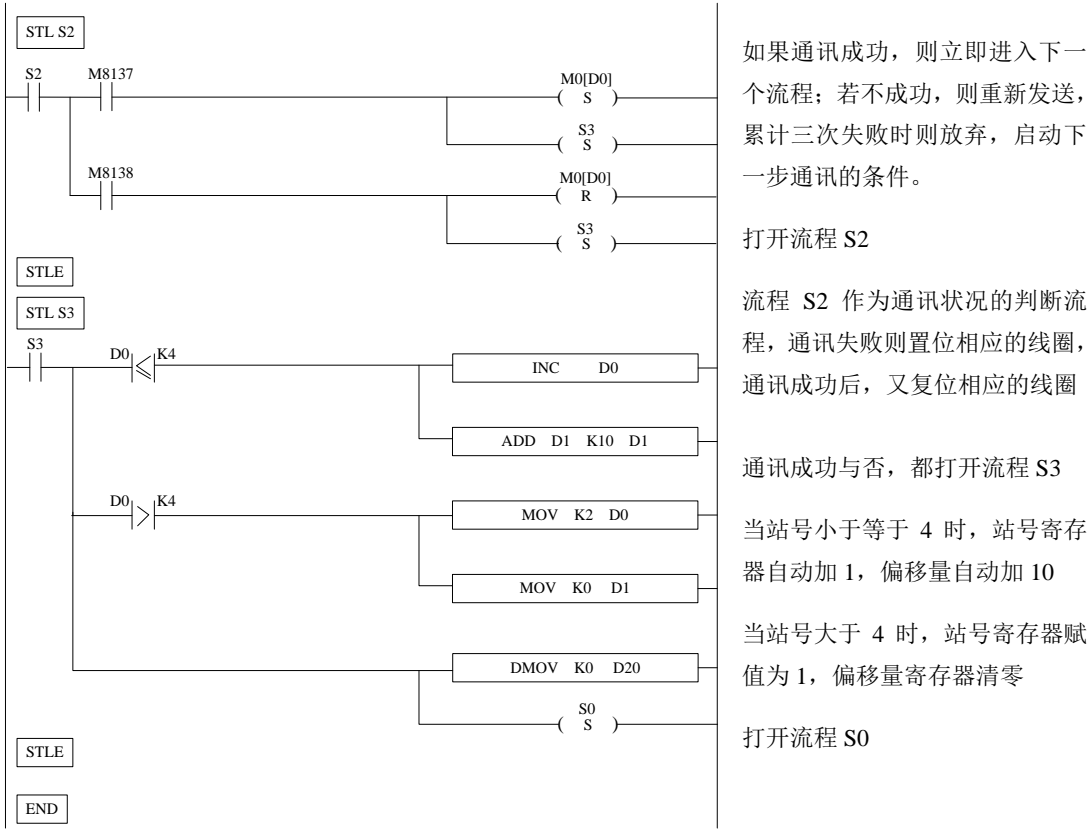 STL S2
S2 M8137 M0[D0]
( S )
S3
( S )
M8138 M0[D0]
( R )
S3
( S )
STLE
STL S3
S3 D0 ≤ K4
INC D0
ADD D1 K10 D1
D0 > K4
MOV K2 D0
MOV K0 D1
DMOV K0 D20
S0
( S )
STLE
END
如果通讯成功，则立即进入下一
个流程；若不成功，则重新发送，
累计三次失败时则放弃，启动下
一步通讯的条件。
打开流程 S2
流程 S2 作为通讯状况的判断流
程，通讯失败则置位相应的线圈，
通讯成功后，又复位相应的线圈
通讯成功与否，都打开流程 S3
当站号小于等于 4 时，站号寄存
器自动加 1，偏移量自动加 10
当站号大于 4 时，站号寄存器赋
值为 1，偏移量寄存器清零
打开流程 S0